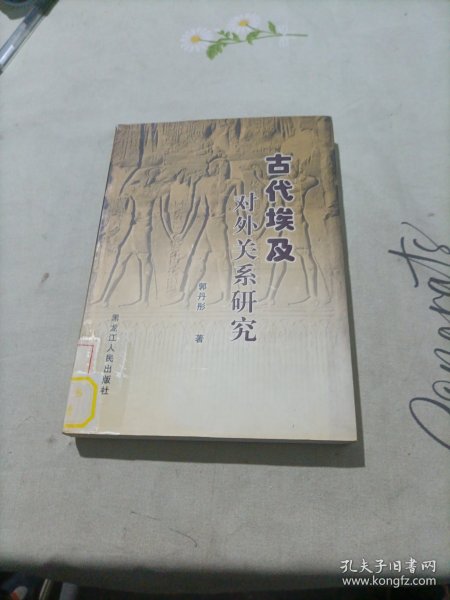 古代埃及
对外关系研究
郭丹彤 著
黑龙江人民出版社
Generats
孔夫子旧书网
www.kongfz.com